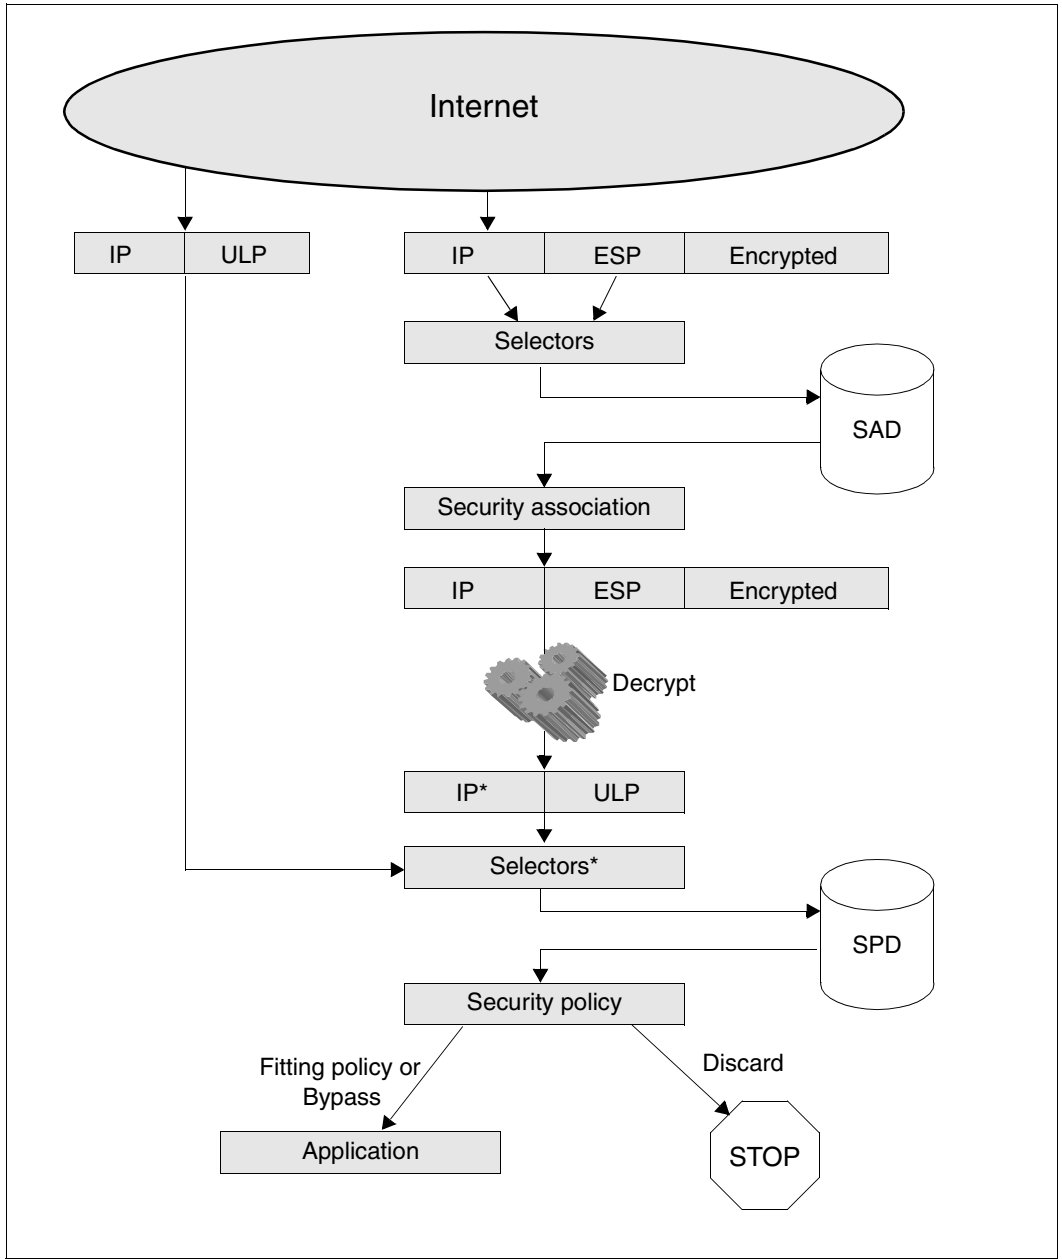 Internet
IP ULP
IP ESP Encrypted
Selectors
SAD
Security association
IP ESP Encrypted
Decrypt
IP* ULP
Selectors*
SPD
Security policy
Fitting policy or
Bypass
Discard
Application
STOP